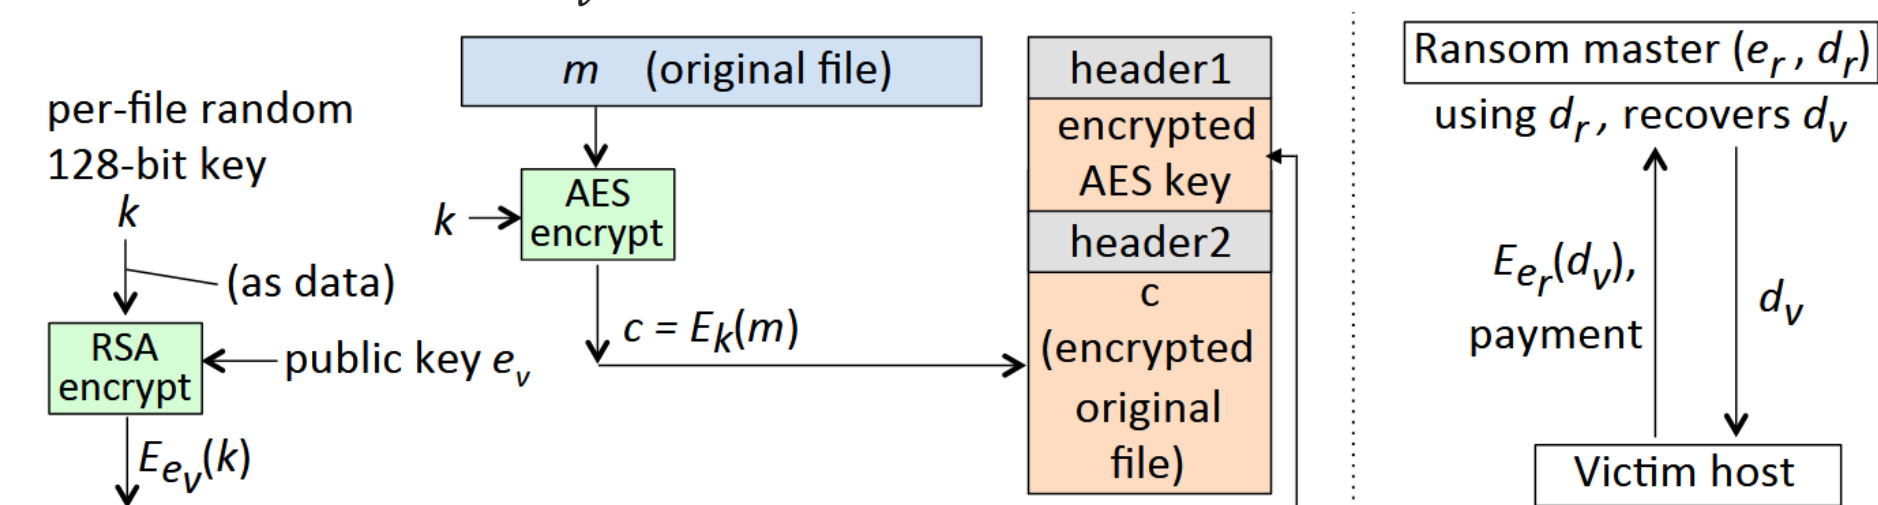 m (original file)
per-file random
128-bit key
k
(as data)
RSA
encrypt
public key e_v
E_{e_v}(k)
k
AES
encrypt
c = E_k(m)
header1
encrypted
AES key
header2
c
(encrypted
original
file)
Ransom master (e_r , d_r)
using d_r , recovers d_v
E_{e_r}(d_v),
payment
d_v
Victim host